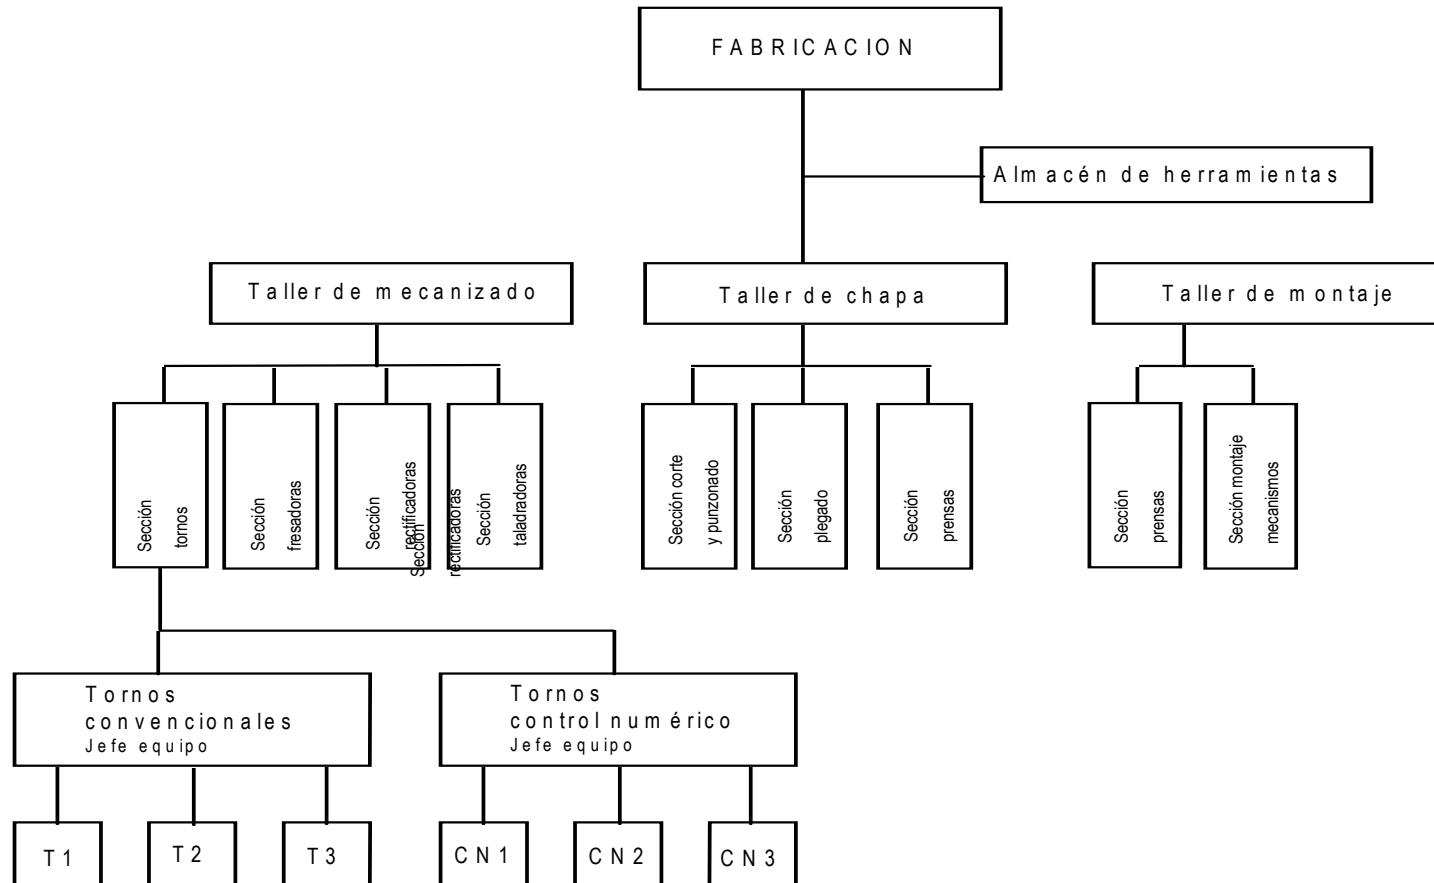 FABRICACION
Almacén de herramientas
Taller de mecanizado
Taller de chapa
Taller de montaje
Sección
tornos
Sección
fresadoras
Sección
rectificadoras
Sección
rectificadoras
Sección
taladradoras
Sección corte
y punzonado
Sección
plegado
Sección
prensas
Sección
prensas
Sección montaje
mecanismos
Tornos
convencionales
Jefe equipo
Tornos
control numérico
Jefe equipo
T1
T2
T3
CN1
CN2
CN3